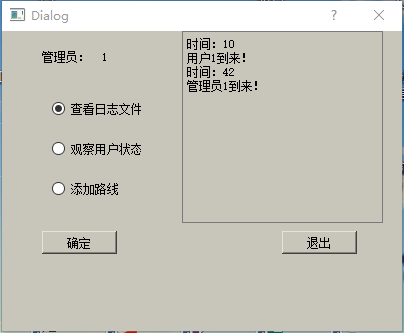 Dialog
管理员： 1
查看日志文件
观察用户状态
添加路线
时间：10
用户1到来！
时间：42
管理员1到来！
确定
退出